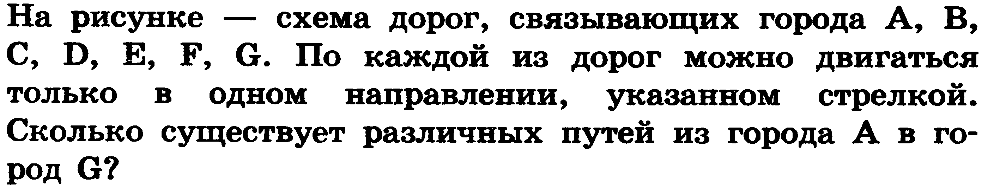 На рисунке — схема дорог, связывающих города A, B,
C, D, E, F, G. По каждой из дорог можно двигаться
только в одном направлении, указанном стрелкой.
Сколько существует различных путей из города A в го-
род G?